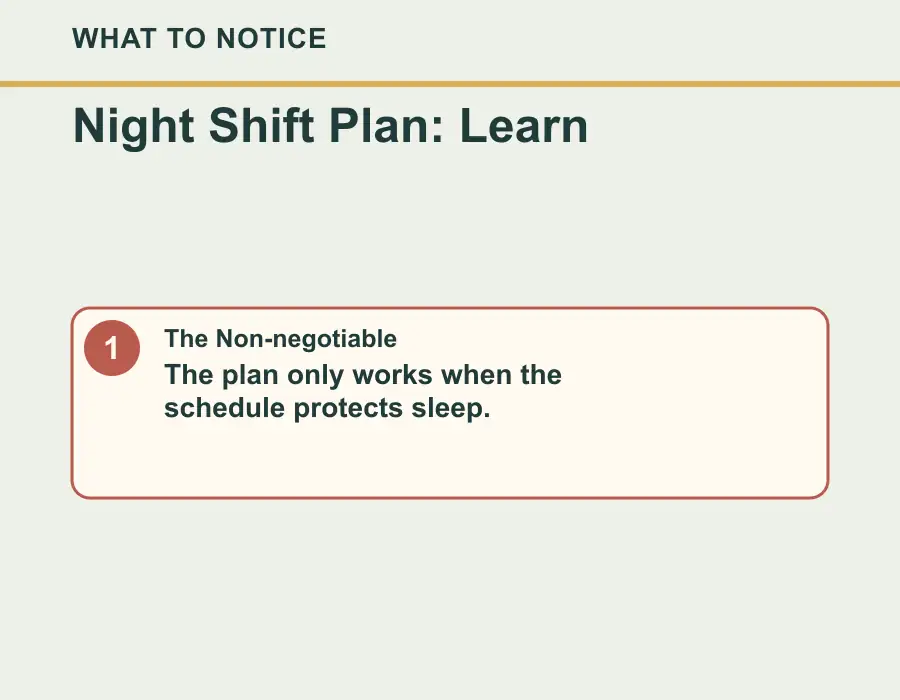 WHAT TO NOTICE
Night Shift Plan: Learn
1
The Non-negotiable
The plan only works when the
schedule protects sleep.